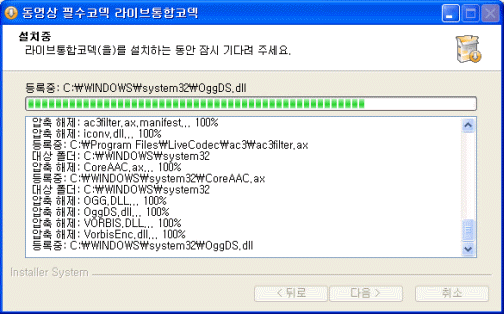 동영상 필수코덱 라이브통합코덱
설치중
라이브통합코덱(을)를 설치하는 동안 잠시 기다려 주세요.
등록중: C:₩WINDOWS₩system32₩OggDS.dll
압축 해제: ac3filter.ax.manifest... 100%
압축 해제: iconv.dll... 100%
등록중: C:₩Program Files₩LiveCodec₩ac3₩ac3filter.ax
대상 폴더: C:₩WINDOWS₩system32
압축 해제: CoreAAC.ax... 100%
등록중: C:₩WINDOWS₩system32₩CoreAAC.ax
대상 폴더: C:₩WINDOWS₩system32
압축 해제: OGG.DLL... 100%
압축 해제: OggDS.dll... 100%
압축 해제: VORBIS.DLL... 100%
압축 해제: VorbisEnc.dll... 100%
등록중: C:₩WINDOWS₩system32₩OggDS.dll
Installer System
< 뒤로 다음 > 취소